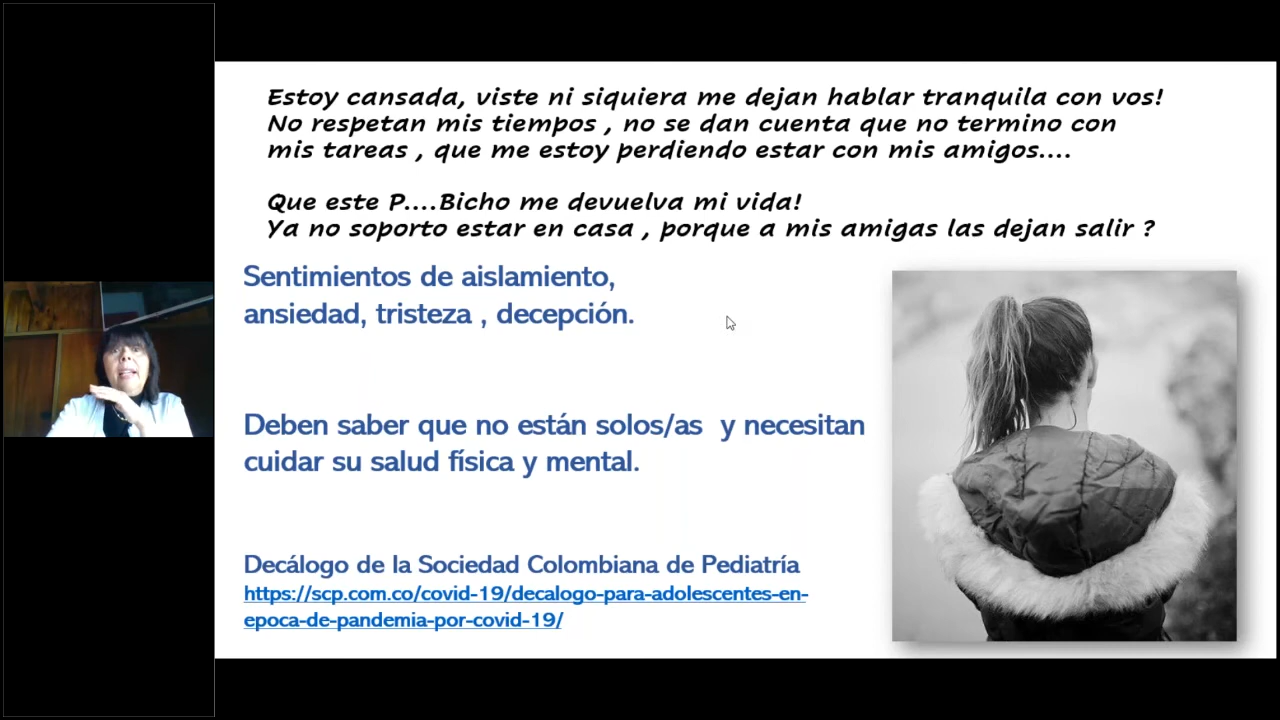 Estoy cansada, viste ni siquiera me dejan hablar tranquila con vos!
No respetan mis tiempos , no se dan cuenta que no termino con
mis tareas , que me estoy perdiendo estar con mis amigos....
Que este P....Bicho me devuelva mi vida!
Ya no soporto estar en casa , porque a mis amigas las dejan salir ?
Sentimientos de aislamiento,
ansiedad, tristeza , decepción.
Deben saber que no están solos/as y necesitan
cuidar su salud física y mental.
Decálogo de la Sociedad Colombiana de Pediatría
https://scp.com.co/covid-19/decalogo-para-adolescentes-en-
epoca-de-pandemia-por-covid-19/